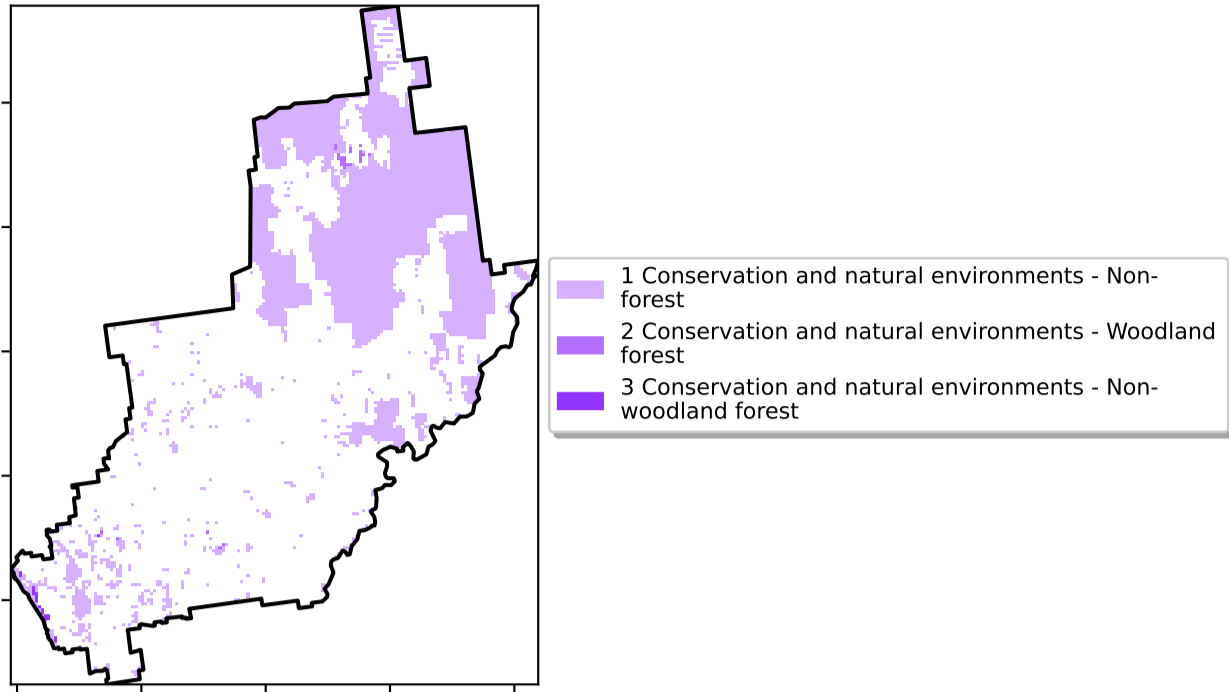 1 Conservation and natural environments - Non-
forest
2 Conservation and natural environments - Woodland
forest
3 Conservation and natural environments - Non-
woodland forest